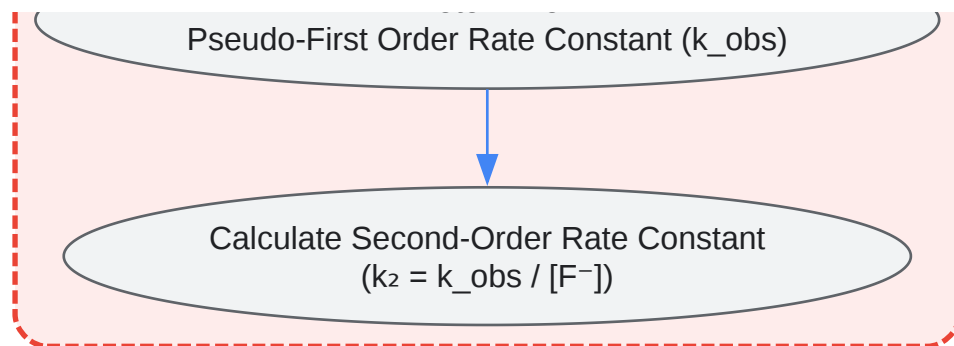 Pseudo-First Order Rate Constant (k_obs)
Calculate Second-Order Rate Constant
(k₂ = k_obs / [F⁻])